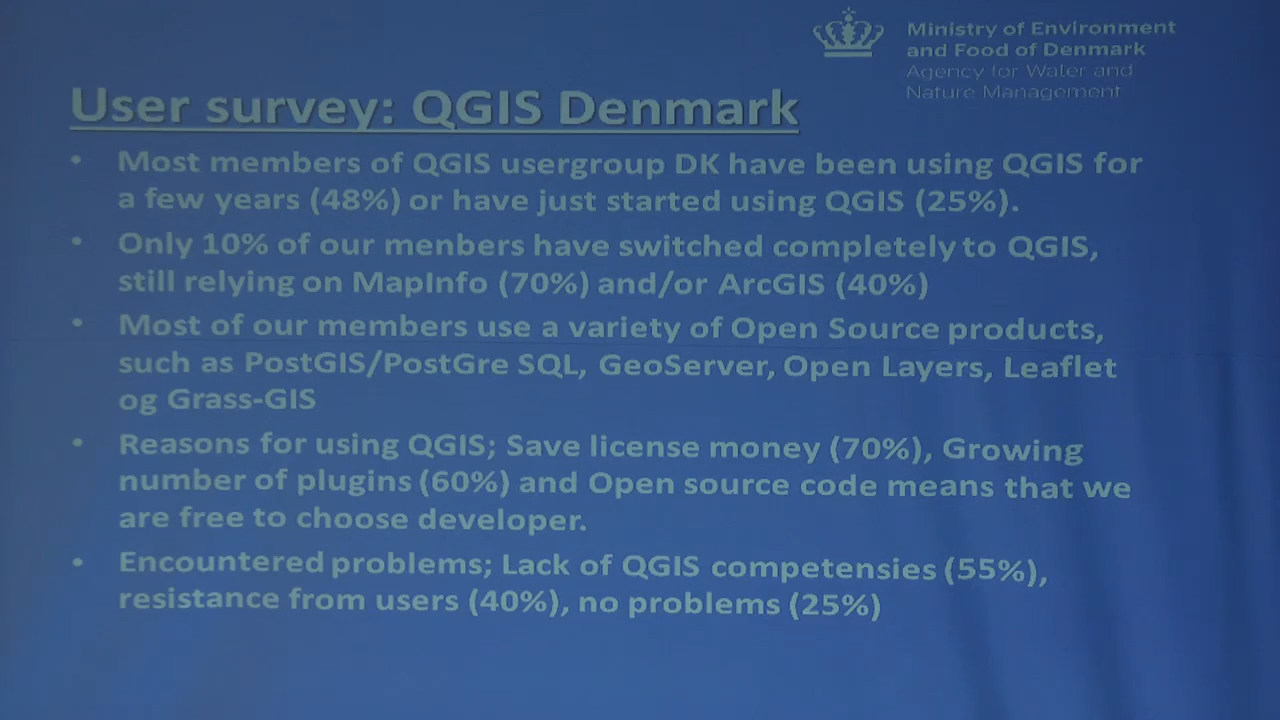 Ministry of Environment
and Food of Denmark
Agency for Water and
Nature Management
User survey: QGIS Denmark
• Most members of QGIS usergroup DK have been using QGIS for
a few years (48%) or have just started using QGIS (25%).
• Only 10% of our menbers have switched completely to QGIS,
still relying on MapInfo (70%) and/or ArcGIS (40%)
• Most of our members use a variety of Open Source products,
such as PostGIS/PostGre SQL, GeoServer, Open Layers, Leaflet
og Grass-GIS
• Reasons for using QGIS; Save license money (70%), Growing
number of plugins (60%) and Open source code means that we
are free to choose developer.
• Encountered problems; Lack of QGIS competensies (55%),
resistance from users (40%), no problems (25%)